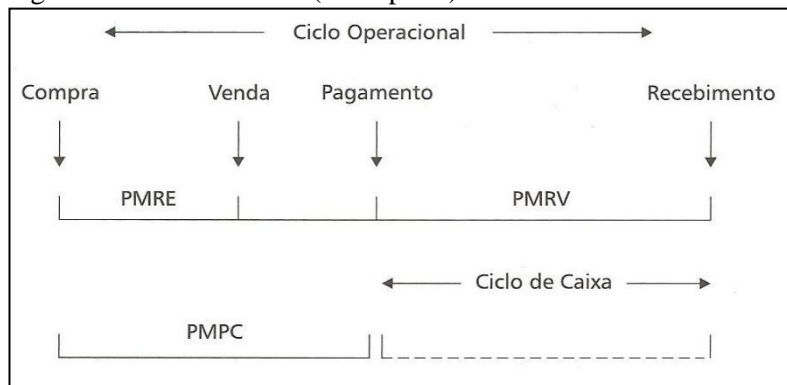 Ciclo Operacional
Compra Venda Pagamento Recebimento
PMRE PMRV
Ciclo de Caixa
PMPC